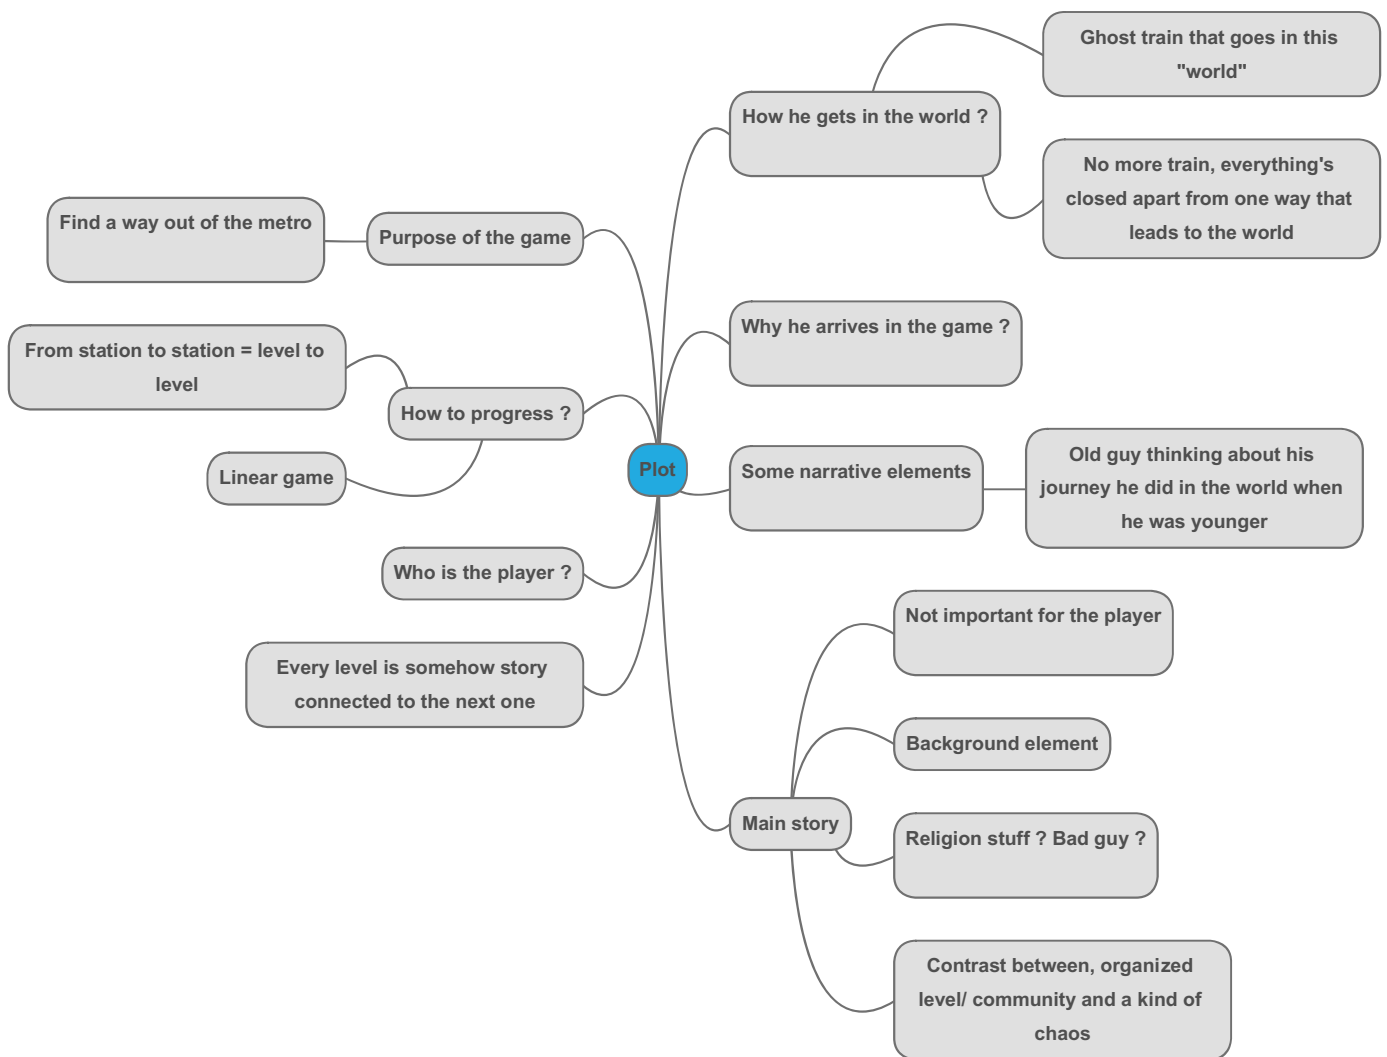 Plot
How he gets in the world ?
Ghost train that goes in this
"world"
No more train, everything's
closed apart from one way that
leads to the world
Why he arrives in the game ?
Some narrative elements
Old guy thinking about his
journey he did in the world when
he was younger
Main story
Not important for the player
Background element
Religion stuff ? Bad guy ?
Contrast between, organized
level/ community and a kind of
chaos
Purpose of the game
Find a way out of the metro
How to progress ?
From station to station = level to
level
Linear game
Who is the player ?
Every level is somehow story
connected to the next one